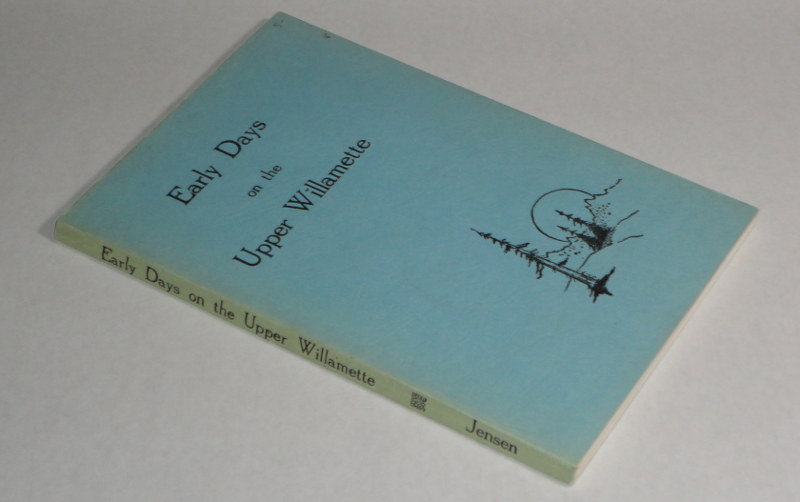 Early Days
on the
Upper Willamette
Early Days on the Upper Willamette
Jensen